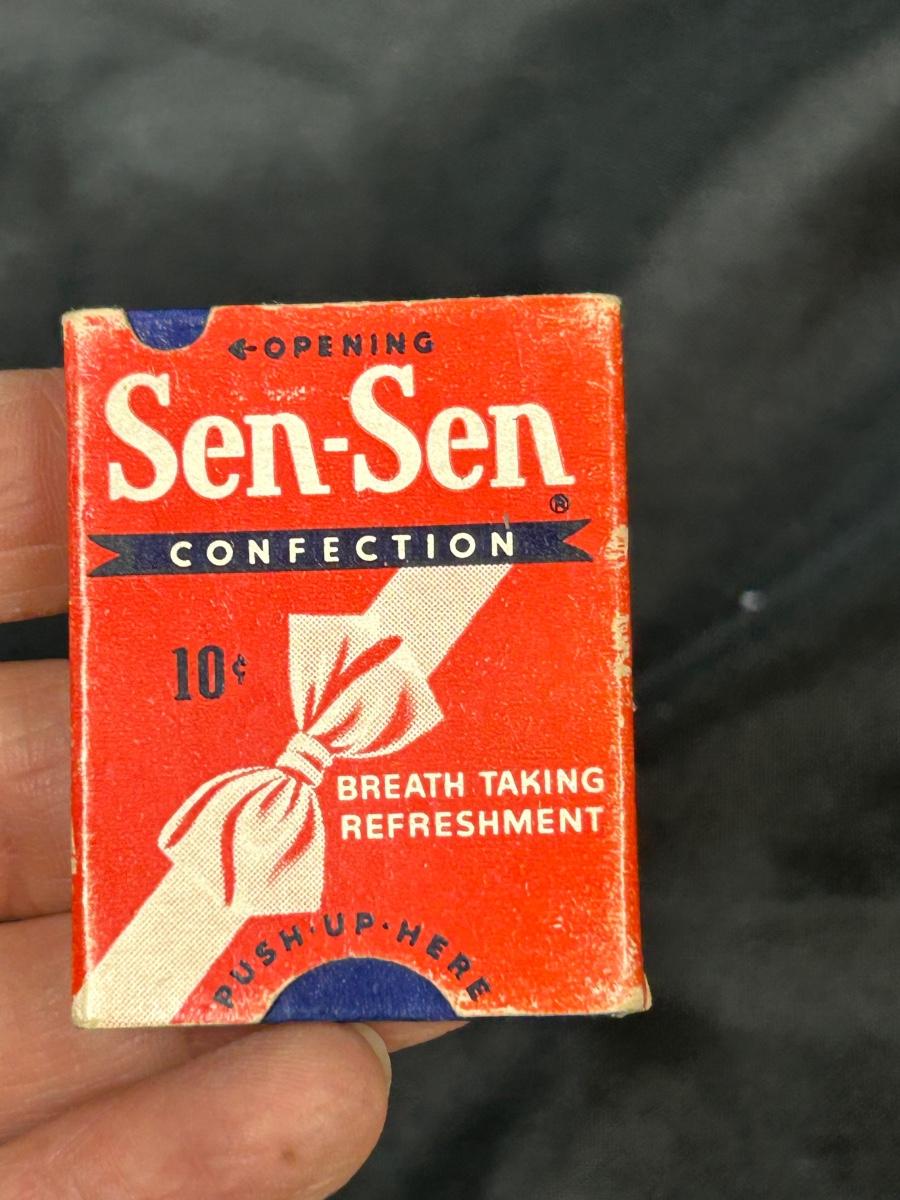 ←OPENING
Sen-Sen
®
CONFECTION
10¢
BREATH TAKING
REFRESHMENT
PUSH·UP·HERE